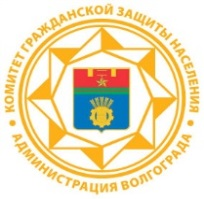 КОМИТЕТ ГРАЖДАНСКОЙ ЗАЩИТЫ НАСЕЛЕНИЯ
АДМИНИСТРАЦИЯ ВОЛГОГРАДА